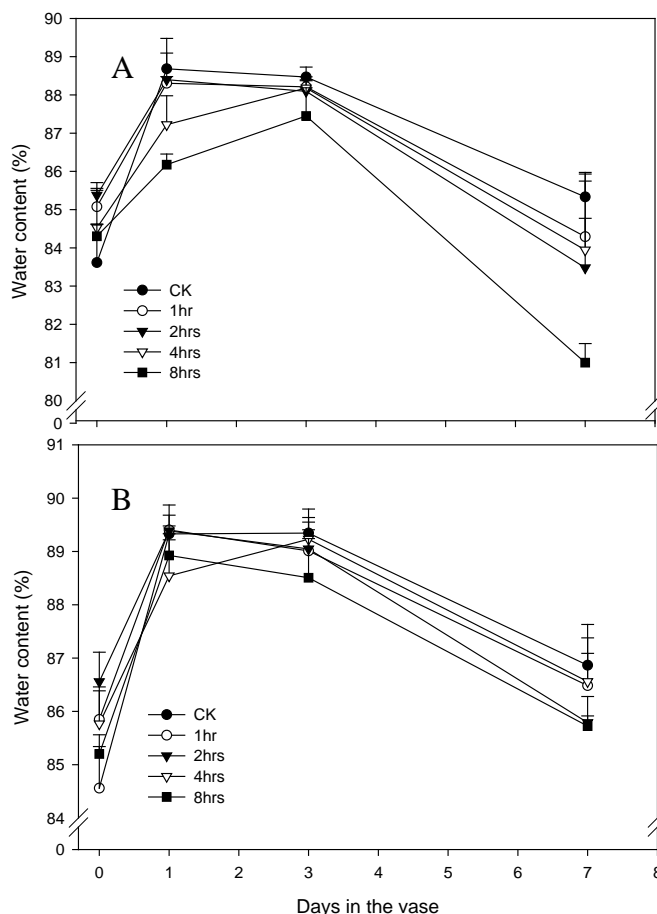 90
A
89
88
87
86
85
84
83
82
81
80
0
Water content (%)
CK
1hr
2hrs
4hrs
8hrs
91
B
90
89
88
87
86
85
84
0
Water content (%)
CK
1hr
2hrs
4hrs
8hrs
0 1 2 3 4 5 6 7 8
Days in the vase